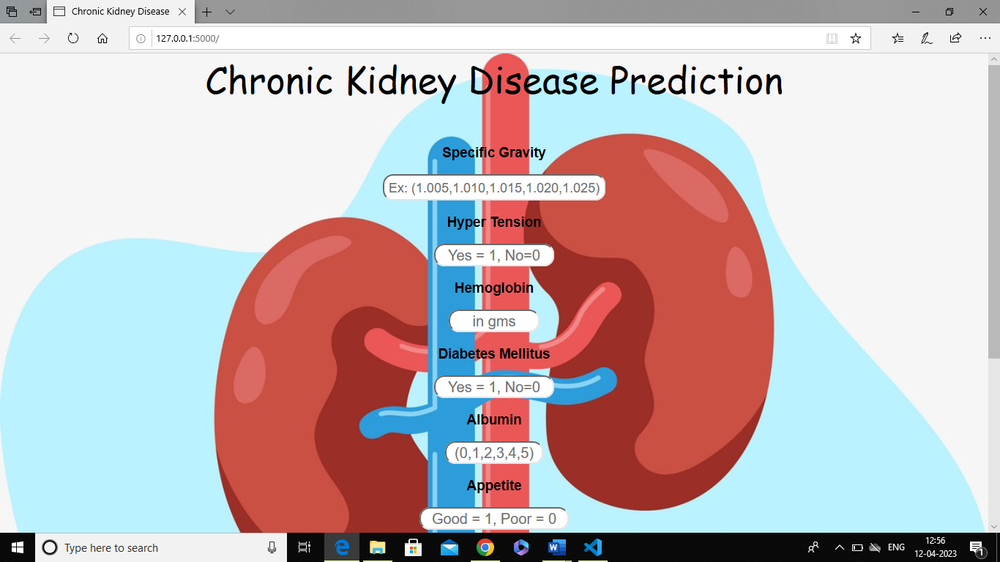 Chronic Kidney Disease
127.0.0.1:5000/
Chronic Kidney Disease Prediction
Specific Gravity
Ex: (1.005,1.010,1.015,1.020,1.025)
Hyper Tension
Yes = 1, No=0
Hemoglobin
in gms
Diabetes Mellitus
Yes = 1, No=0
Albumin
(0,1,2,3,4,5)
Appetite
Good = 1, Poor = 0
Type here to search
ENG
12:56
12-04-2023
1